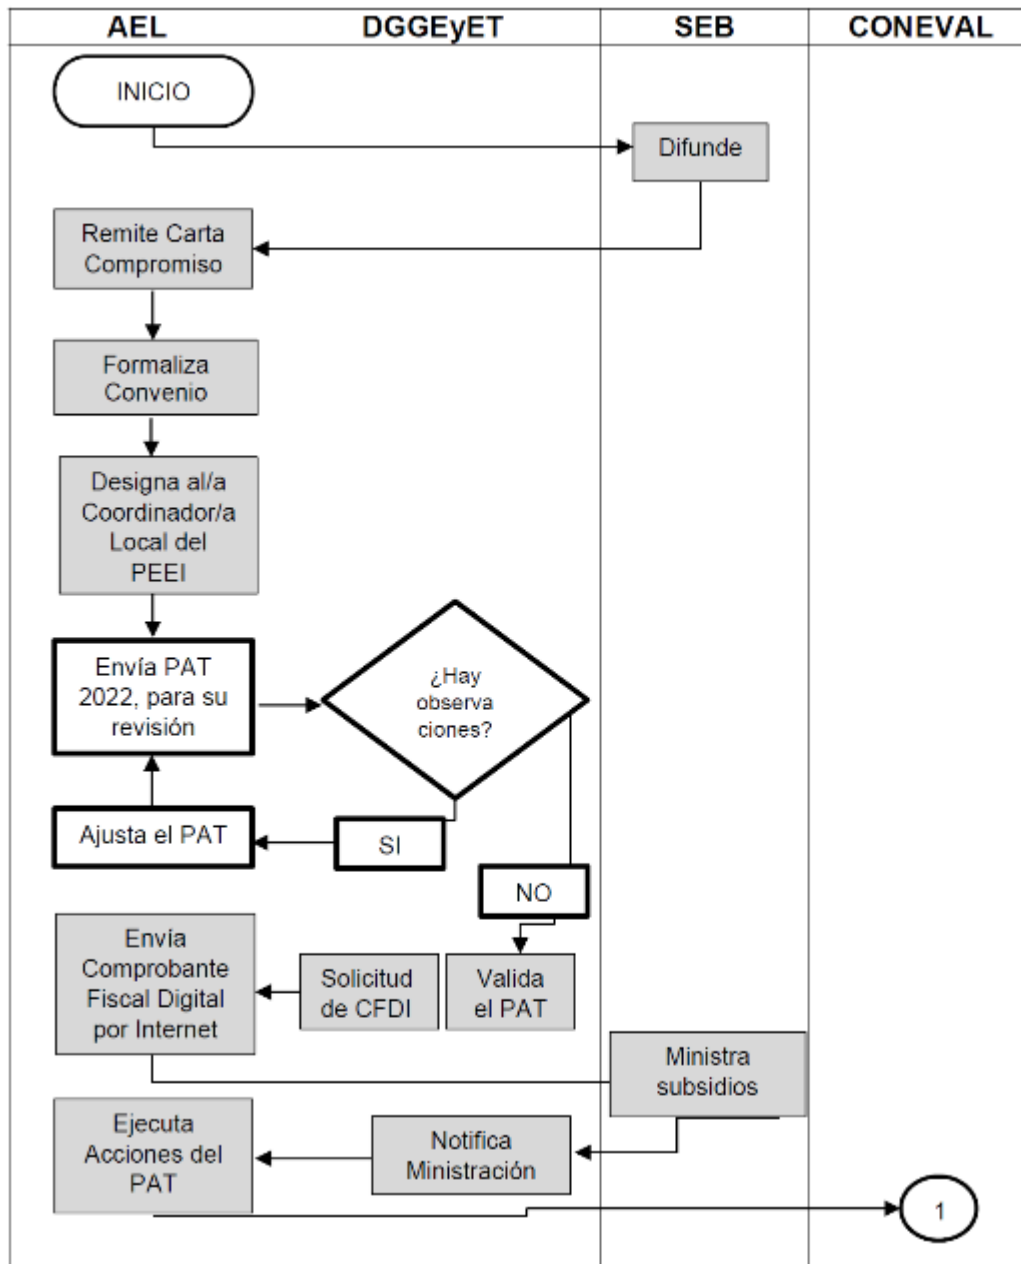 AEL
DGGEyET
SEB
CONEVAL
INICIO
Difunde
Remite Carta
Compromiso
Formaliza
Convenio
Designa al/a
Coordinador/a
Local del
PEEI
Envía PAT
2022, para su
revisión
¿Hay
observa
ciones?
Ajusta el PAT
SI
NO
Envía
Comprobante
Fiscal Digital
por Internet
Solicitud
de CFDI
Valida
el PAT
Ministra
subsidios
Ejecuta
Acciones del
PAT
Notifica
Ministración
1